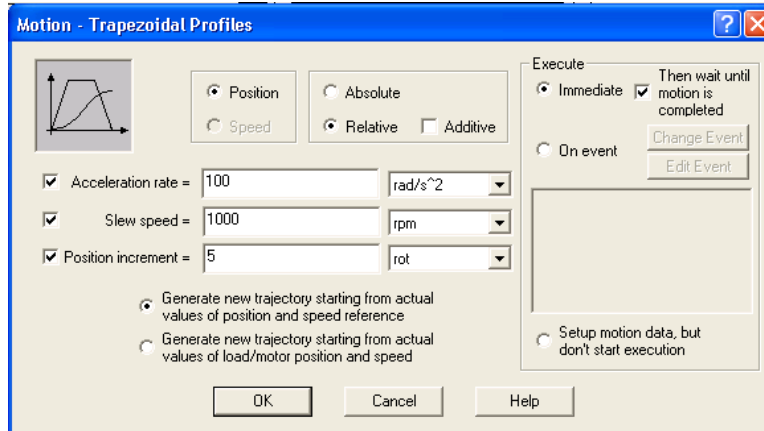 Motion - Trapezoidal Profiles
Position
Speed
Absolute
Relative
Additive
Execute
Immediate
Then wait until
motion is
completed
On event
Change Event
Edit Event
Acceleration rate = 100 rad/s^2
Slew speed = 1000 rpm
Position increment = 5 rot
Generate new trajectory starting from actual
values of position and speed reference
Generate new trajectory starting from actual
values of load/motor position and speed
Setup motion data, but
don't start execution
OK
Cancel
Help